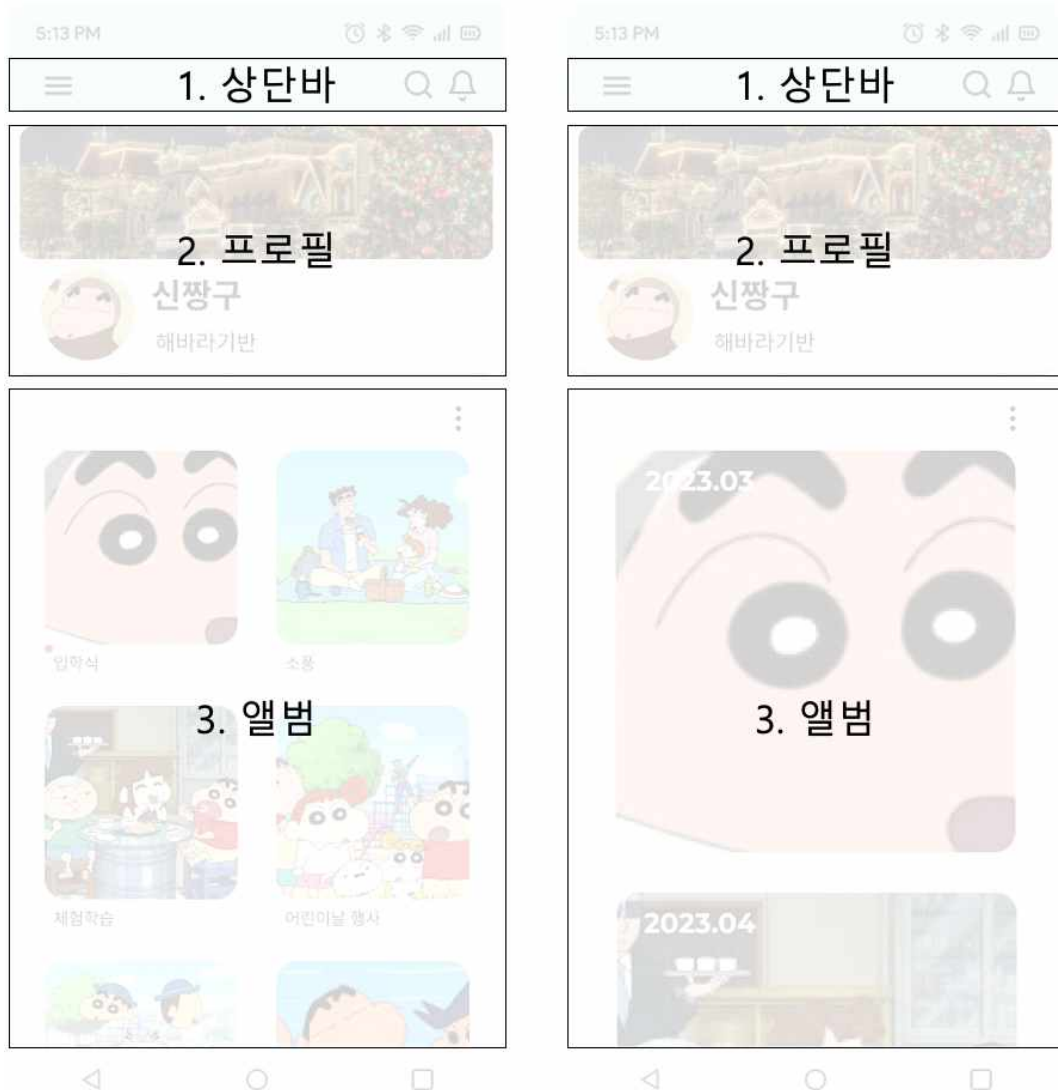 5:13 PM
1. 상단바
2. 프로필
신짱구
해바라기반
입학식
소풍
3. 앨범
체험학습
어린이날 행사
5:13 PM
1. 상단바
2. 프로필
신짱구
해바라기반
2023.03
3. 앨범
2023.04